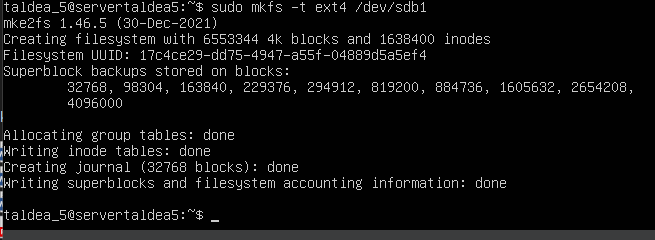 taldea_5@servertaldea5:~$ sudo mkfs -t ext4 /dev/sdb1
mke2fs 1.46.5 (30-Dec-2021)
Creating filesystem with 6553344 4k blocks and 1638400 inodes
Filesystem UUID: 17c4ce29-dd75-4947-a55f-04889d5a5ef4
Superblock backups stored on blocks:
32768, 98304, 163840, 229376, 294912, 819200, 884736, 1605632, 2654208,
4096000
Allocating group tables: done
Writing inode tables: done
Creating journal (32768 blocks): done
Writing superblocks and filesystem accounting information: done
taldea_5@servertaldea5:~$ _